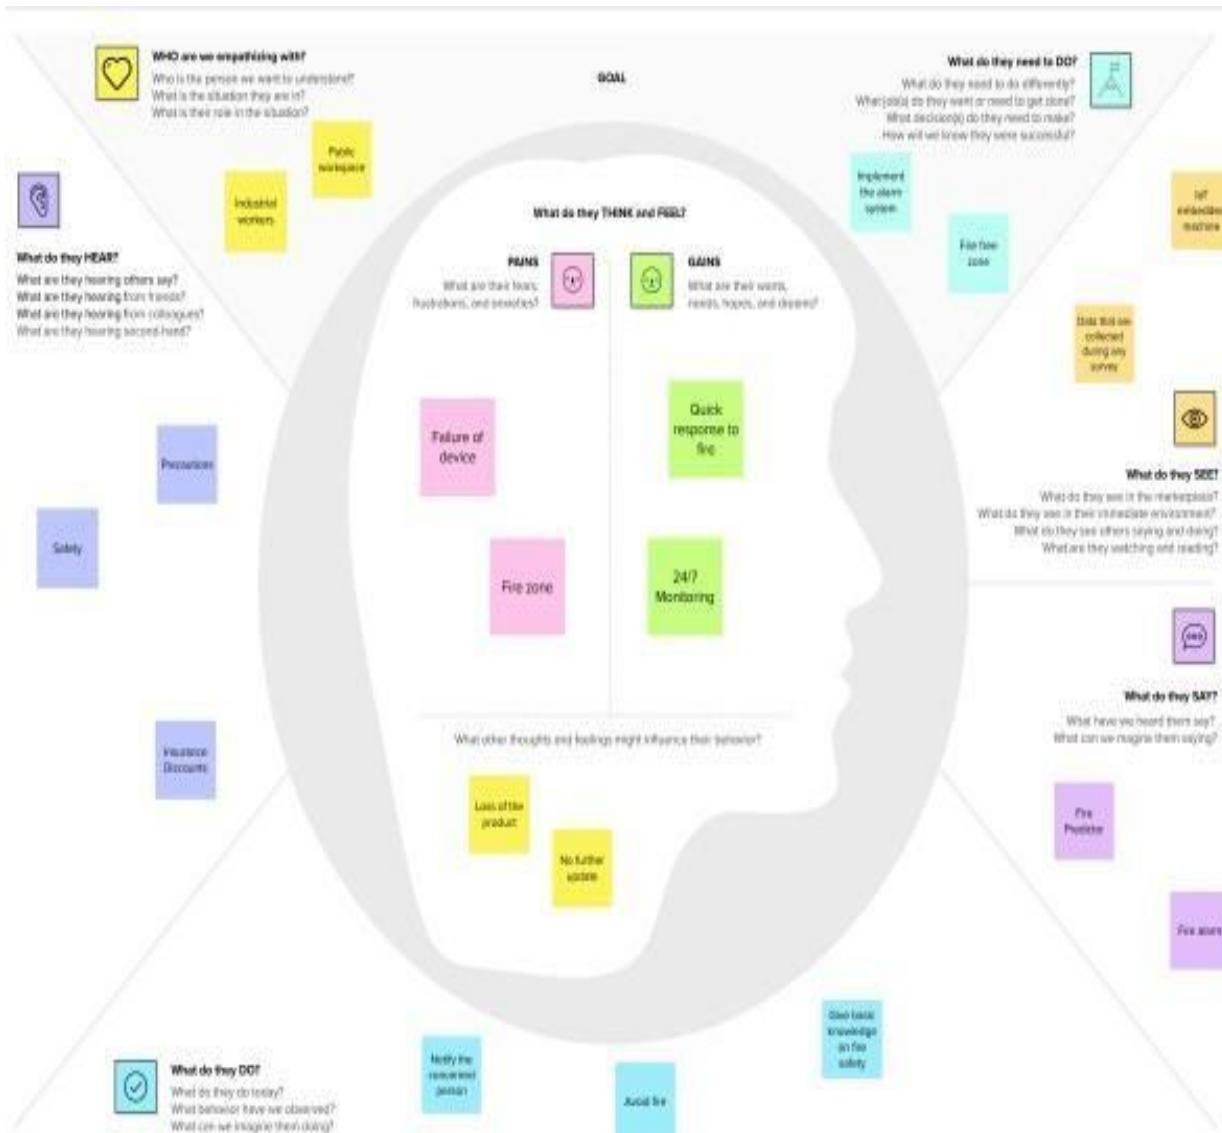 WHO are we empathizing with?
Who is the person we want to understand?
What is the situation they are in?
What is their role in the situation?
Public
workspace
Industrial
workers
GOAL
What do they need to DO?
What do they need to do differently?
What job(s) do they want or need to get done?
What decision(s) do they need to make?
How will we know they were successful?
Implement
the alarm
system
Fire free
zone
IoT
embedded
machine
Data that are
collected
during any
survey
What do they HEAR?
What are they hearing others say?
What are they hearing from friends?
What are they hearing from colleagues?
What are they hearing second-hand?
Precautions
Safety
Insurance
Discounts
What do they THINK and FEEL?
PAINS
What are their fears,
frustrations, and anxieties?
GAINS
What are their wants,
needs, hopes, and dreams?
Failure of
device
Fire zone
Quick
response to
fire
24/7
Monitoring
What other thoughts and feelings might influence their behavior?
Loss of the
product
No further
update
What do they SEE?
What do they see in the marketplace?
What do they see in their immediate environment?
What do they see others saying and doing?
What are they watching and reading?
What do they SAY?
What have we heard them say?
What can we imagine them saying?
Fire
Predictor
Fire alarm
What do they DO?
What do they do today?
What behavior have we observed?
What can we imagine them doing?
Notify the
concerned
person
Avoid fire
Give basic
knowledge
on fire
safety